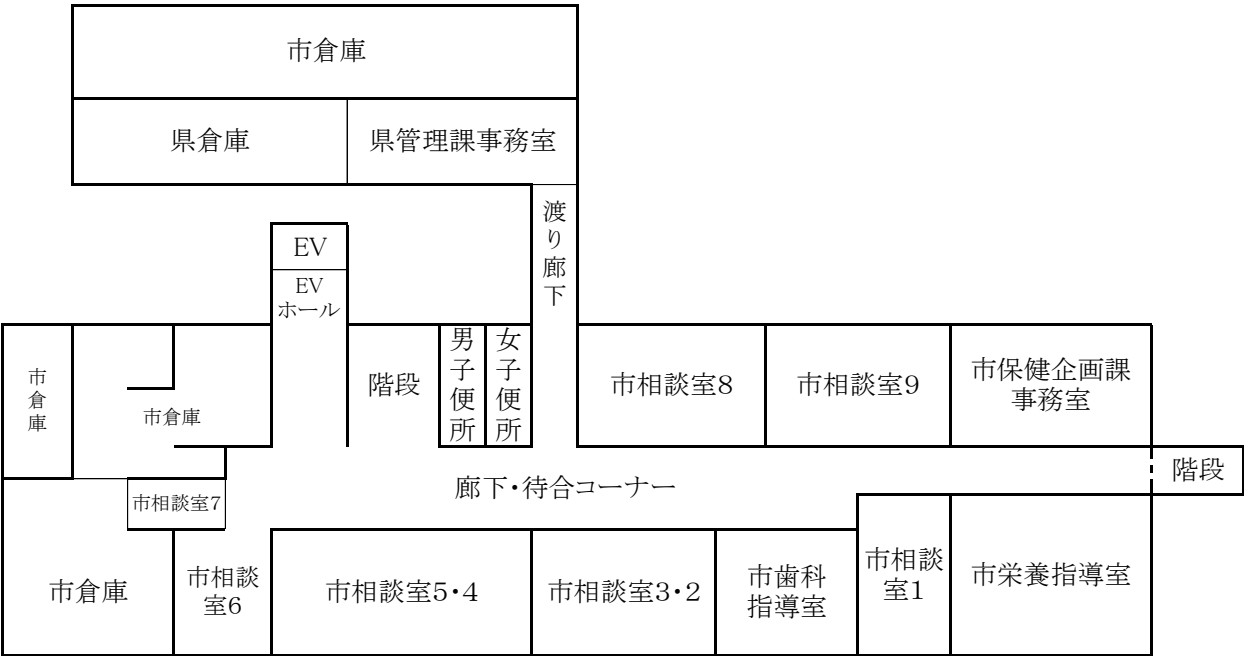 市倉庫
県倉庫
県管理課事務室
渡り廊下
EV
EV
ホール
市倉庫
市倉庫
階段
男子便所
女子便所
市相談室8
市相談室9
市保健企画課
事務室
階段
廊下・待合コーナー
市相談室7
市倉庫
市相談
室6
市相談室5・4
市相談室3・2
市歯科
指導室
市相談
室1
市栄養指導室